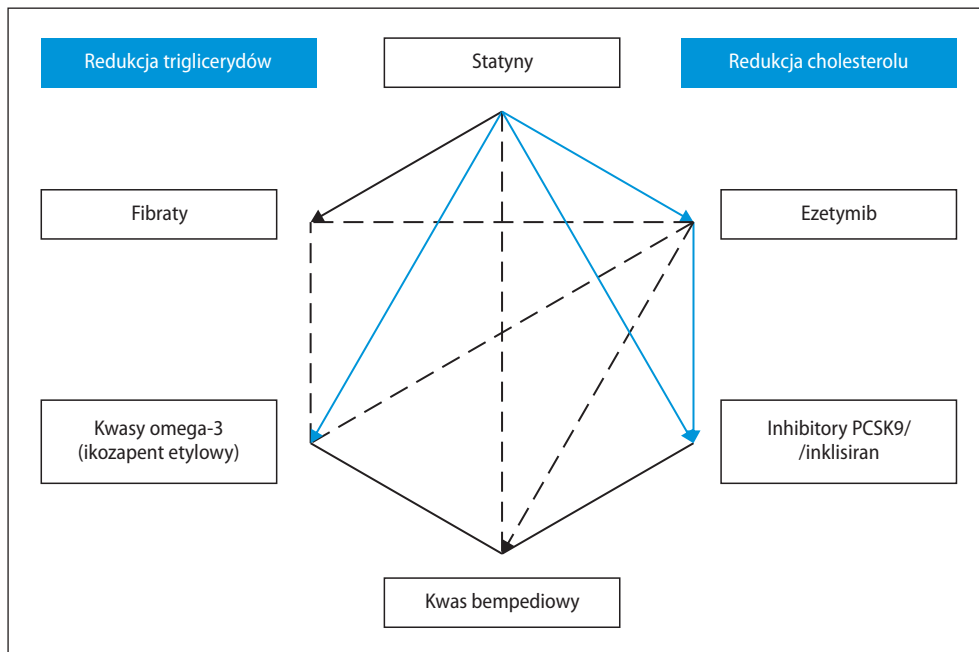 Redukcja triglicerydów
Statyny
Redukcja cholesterolu
Fibraty
Ezetymib
Kwasy omega-3
(ikozapent etylowy)
Inhibitory PCSK9/
/inklisiran
Kwas bempediowy